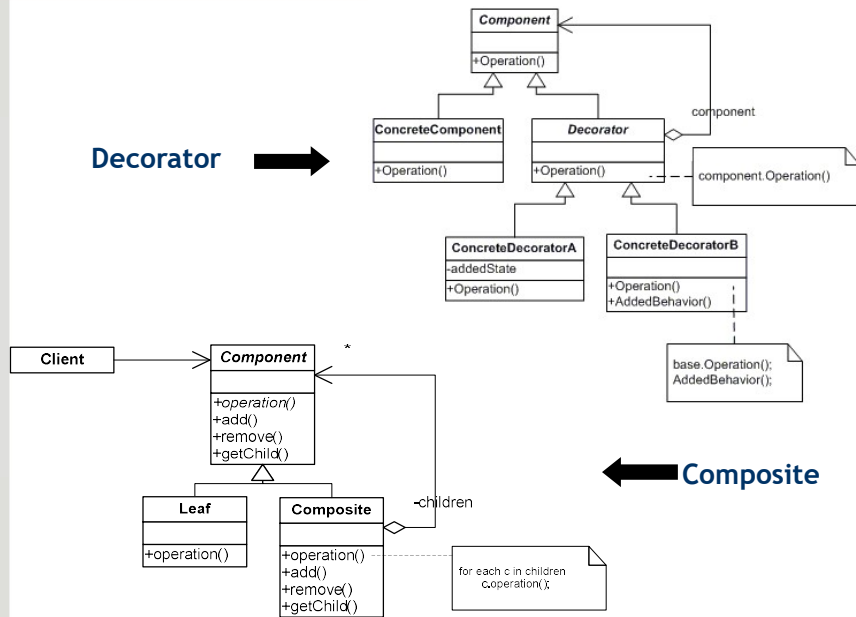 Component
+Operation()
component
ConcreteComponent
+Operation()
Decorator
+Operation()
component.Operation()
Decorator
ConcreteDecoratorA
-addedState
+Operation()
ConcreteDecoratorB
+Operation()
+AddedBehavior()
base.Operation();
AddedBehavior();
Client
Component
*
+operation()
+add()
+remove()
+getChild()
Composite
-children
Leaf
+operation()
Composite
+operation()
+add()
+remove()
+getChild()
for each c in children
c.operation();